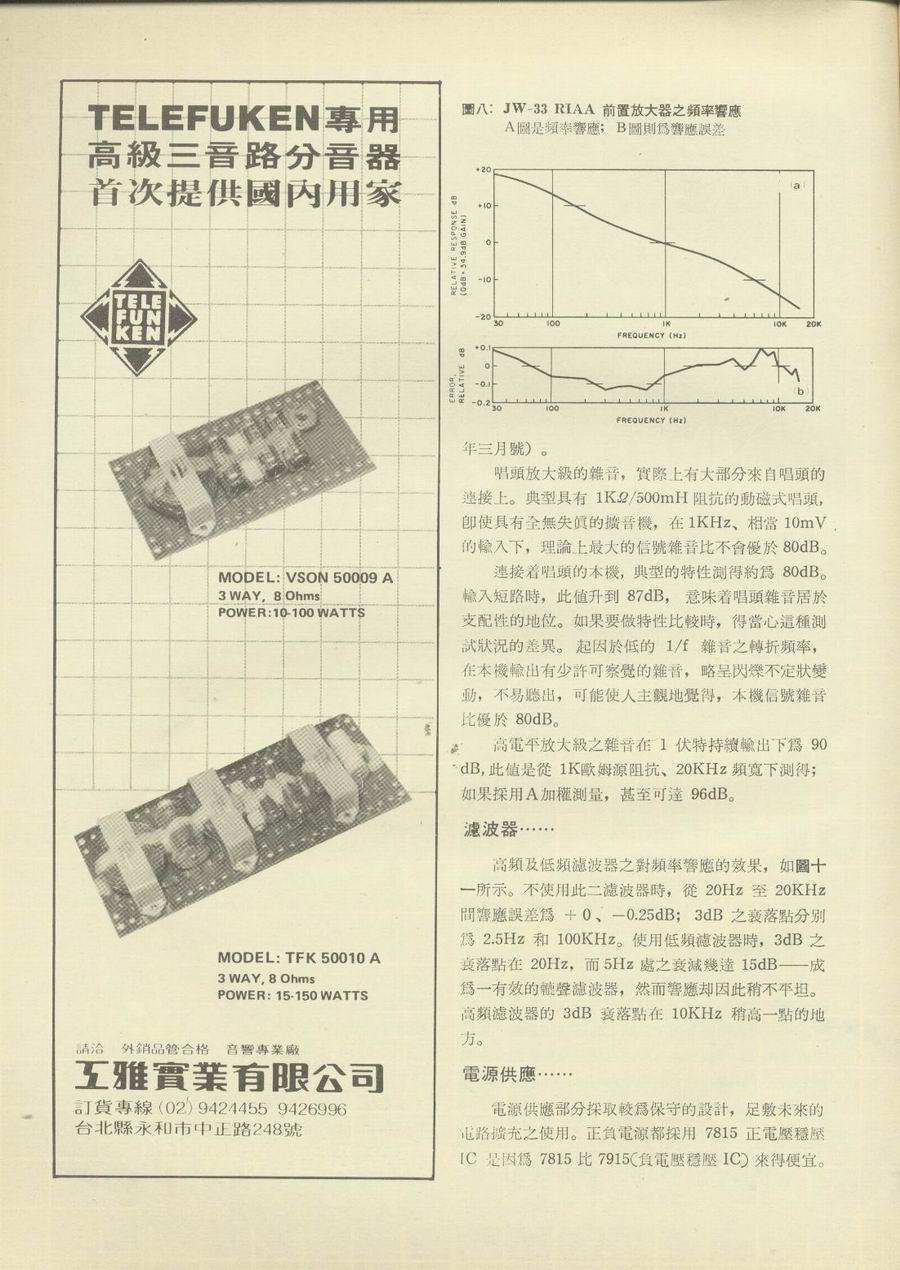 TELEFUKEN專用
高級三音路分音器
首次提供國內用家
TELE
FUN
KEN
MODEL: VSON 50009 A
3 WAY, 8 Ohms
POWER:10-100 WATTS
MODEL: TFK 50010 A
3 WAY, 8 Ohms
POWER: 15-150 WATTS
請洽 外銷品管合格 音響專業廠
工雅實業有限公司
訂貨專線(02)9424455 9426996
台北縣永和市中正路248號
圖八: JW-33 RIAA 前置放大器之頻率響應
A圖是頻率響應; B圖則爲響應誤差
RELATIVE RESPONSE dB
(0dB = 34.9dB GAIN)
+20
+10
0
-10
-20
(a)
30 100 1K 10K 20K
FREQUENCY (Hz)
ERROR,
RELATIVE dB
+0.1
0
-0.1
-0.2
(b)
30 100 1K 10K 20K
FREQUENCY (Hz)
年三月號)。
唱頭放大級的雜音，實際上有大部分來自唱頭的
連接上。典型具有 1KΩ/500mH 阻抗的動磁式唱頭，
卽使具有全無失眞的擴音機，在1KHz、相當 10mV
的輸入下，理論上最大的信號雜音比不會優於 80dB。
連接着唱頭的本機，典型的特性測得約爲 80dB。
輸入短路時，此値升到 87dB， 意味着唱頭雜音居於
支配性的地位。如果要做特性比較時，得當心這種測
試狀況的差異。 起因於低的 1/f 雜音之轉折頻率，
在本機輸出有少許可察覺的雜音，略呈閃爍不定狀變
動，不易聽出，可能使人主觀地覺得，本機信號雜音
比優於 80dB。
高電平放大級之雜音在 1 伏特持續輸出下爲 90
dB，此値是從 1K歐姆源阻抗、20KHz 頻寬下測得；
如果採用A加權測量，甚至可達 96dB。
濾波器……
高頻及低頻濾波器之對頻率響應的效果，如圖十
一所示。不使用此二濾波器時，從 20Hz 至 20KHz
間響應誤差爲 ＋0、－0.25dB； 3dB 之衰落點分別
爲 2.5Hz 和 100KHz。使用低頻濾波器時，3dB 之
衰落點在 20Hz，而 5Hz 處之衰減幾達 15dB——成
爲一有效的轆聲濾波器，然而響應却因此稍不平坦。
高頻濾波器的 3dB 衰落點在 10KHz 稍高一點的地
方。
電源供應……
電源供應部分採取較爲保守的設計，足敷未來的
電路擴充之使用。正負電源都採用 7815 正電壓穩壓
IC 是因爲 7815 比 7915(負電壓穩壓 IC) 來得便宜。